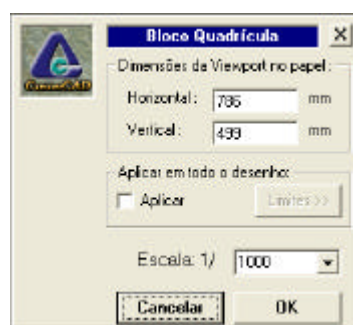 Bloco Quadrícula
Dimensões da Viewport no papel:
Horizontal: 786 mm
Vertical: 499 mm
Aplicar em todo o desenho:
Aplicar
Limites >>
Escala: 1/ 1000
Cancelar OK